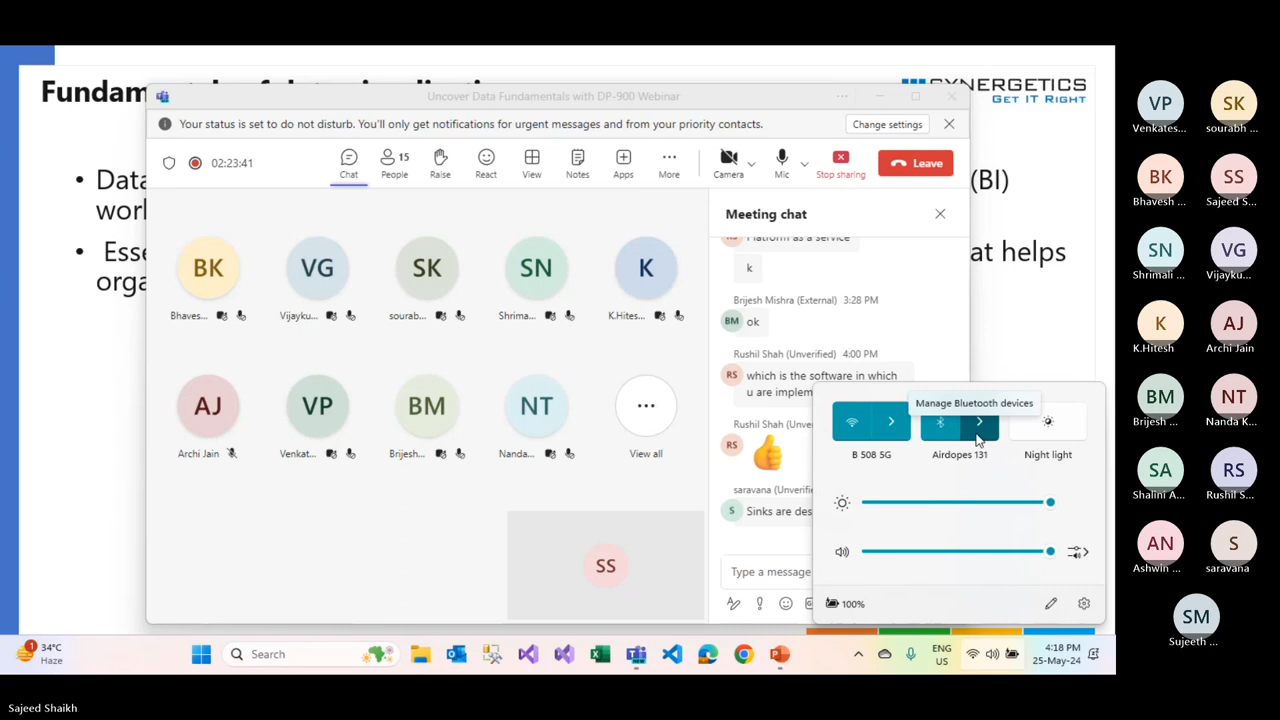 Fundam
SYNERGETICS
GET IT RIGHT
Uncover Data Fundamentals with DP-900 Webinar
Your status is set to do not disturb. You'll only get notifications for urgent messages and from your priority contacts.
Change settings
02:23:41
Chat
People
15
Raise
React
View
Notes
Apps
More
Camera
Mic
Stop sharing
Leave
• Data
(BI)
worl
• Esse
at helps
orga
BK
Bhaves...
VG
Vijayku...
SK
sourab...
SN
Shrima...
K
K.Hites...
AJ
Archi Jain
VP
Venkat...
BM
Brijesh...
NT
Nanda...
...
View all
SS
Meeting chat
RS
Platform as a service
k
Brijesh Mishra (External) 3:28 PM
BM
ok
Rushil Shah (Unverified) 4:00 PM
RS
which is the software in which
u are implem
Rushil Shah (Unve
RS
saravana (Unverifi
S
Sinks are des
Type a message
Manage Bluetooth devices
B 508 5G
Airdopes 131
Night light
100%
1
34°C
Haze
Search
ENG
US
4:18 PM
25-May-24
VP
Venkates...
SK
sourabh ...
BK
Bhavesh ...
SS
Sajeed S...
SN
Shrimali ...
VG
Vijayku...
K
K.Hitesh
AJ
Archi Jain
BM
Brijesh ...
NT
Nanda K...
SA
Shalini A...
RS
Rushil S...
AN
Ashwin ...
S
saravana
SM
Sujeeth ...
Sajeed Shaikh